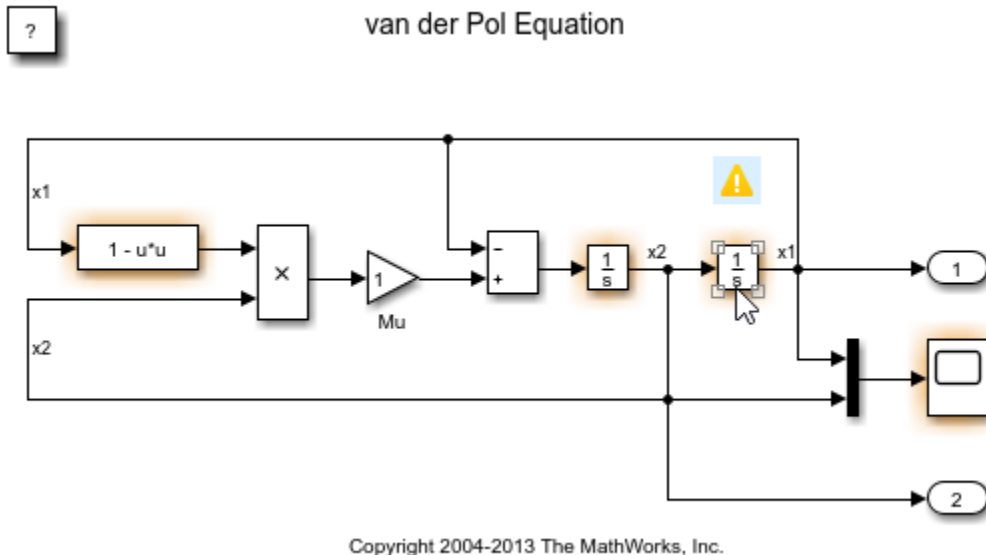 ?
van der Pol Equation
x1
1 - u*u
×
1
Mu
−
+
1
s
x2
1
s
x1
1
x2
2
Copyright 2004-2013 The MathWorks, Inc.